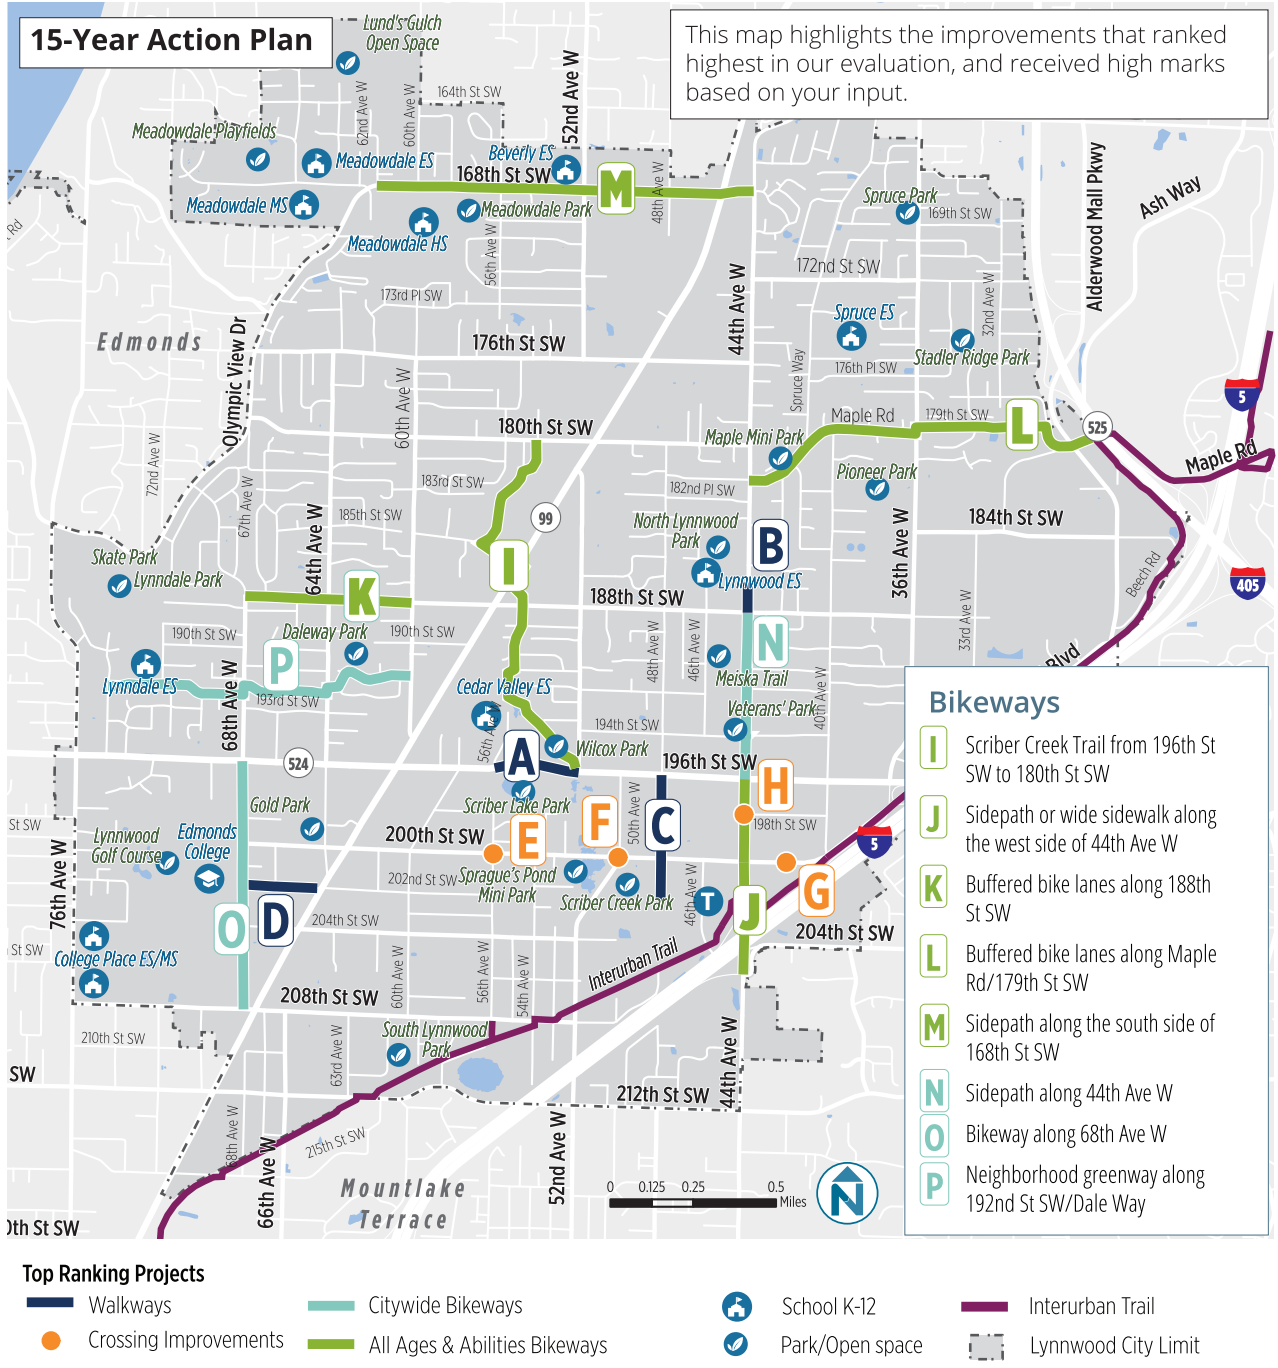 15-Year Action Plan
This map highlights the improvements that ranked
highest in our evaluation, and received high marks
based on your input.
Lund's Gulch
Open Space
62nd Ave W
60th Ave W
164th St SW
52nd Ave W
Meadowdale Playfields
Meadowdale ES
Beverly ES
168th St SW
M
48th Ave W
Meadowdale MS
Meadowdale Park
Meadowdale HS
56th Ave W
173rd Pl SW
Spruce Park
169th St SW
172nd St SW
Alderwood Mall Pkwy
Ash Way
32nd Ave W
44th Ave W
Spruce ES
Stadler Ridge Park
176th Pl SW
Spruce Way
Edmonds
Olympic View Dr
176th St SW
60th Ave W
180th St SW
Maple Rd
179th St SW
L
525
5
Maple Rd
Maple Mini Park
Pioneer Park
72nd Ave W
183rd St SW
182nd Pl SW
67th Ave W
64th Ave W
185th St SW
99
North Lynnwood
Park
B
184th St SW
36th Ave W
Lynnwood ES
Beech Rd
405
Skate Park
Lynndale Park
I
K
188th St SW
190th St SW
Daleway Park
190th St SW
P
N
48th Ave W
46th Ave W
33rd Ave W
Blvd
Lynndale ES
193rd St SW
68th Ave W
Cedar Valley ES
Meiska Trail
Veterans' Park
40th Ave W
56th Ave W
194th St SW
Wilcox Park
196th St SW
524
A
H
Scriber Lake Park
50th Ave W
198th St SW
Gold Park
F
C
St SW
Lynnwood
Golf Course
Edmonds
College
200th St SW
E
5
76th Ave W
202nd St SW
Sprague's Pond
Mini Park
Scriber Creek Park
46th Ave W
T
G
J
D
O
204th St SW
204th St SW
St SW
College Place ES/MS
Interurban Trail
60th Ave W
56th Ave W
54th Ave W
208th St SW
210th St SW
South Lynnwood
Park
63rd Ave W
SW
44th Ave W
212th St SW
68th Ave W
66th Ave W
215th St SW
52nd Ave W
Mountlake
Terrace
0 0.125 0.25 0.5
Miles
N
0th St SW
Bikeways
I Scriber Creek Trail from 196th St
SW to 180th St SW
J Sidepath or wide sidewalk along
the west side of 44th Ave W
K Buffered bike lanes along 188th
St SW
L Buffered bike lanes along Maple
Rd/179th St SW
M Sidepath along the south side of
168th St SW
N Sidepath along 44th Ave W
O Bikeway along 68th Ave W
P Neighborhood greenway along
192nd St SW/Dale Way
Top Ranking Projects
Walkways
Citywide Bikeways
School K-12
Interurban Trail
Crossing Improvements
All Ages & Abilities Bikeways
Park/Open space
Lynnwood City Limit